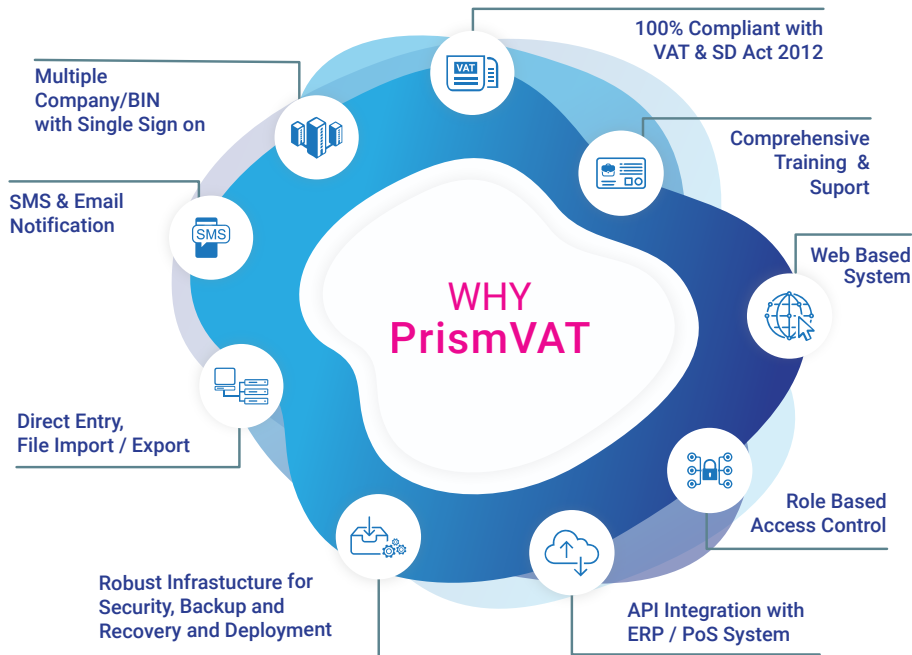 100% Compliant with
VAT & SD Act 2012
VAT
Multiple
Company/BIN
with Single Sign on
Comprehensive
Training &
Suport
SMS & Email
Notification
SMS
Web Based
System
WHY
PrismVAT
Direct Entry,
File Import / Export
Role Based
Access Control
Robust Infrastucture for
Security, Backup and
Recovery and Deployment
API Integration with
ERP / PoS System